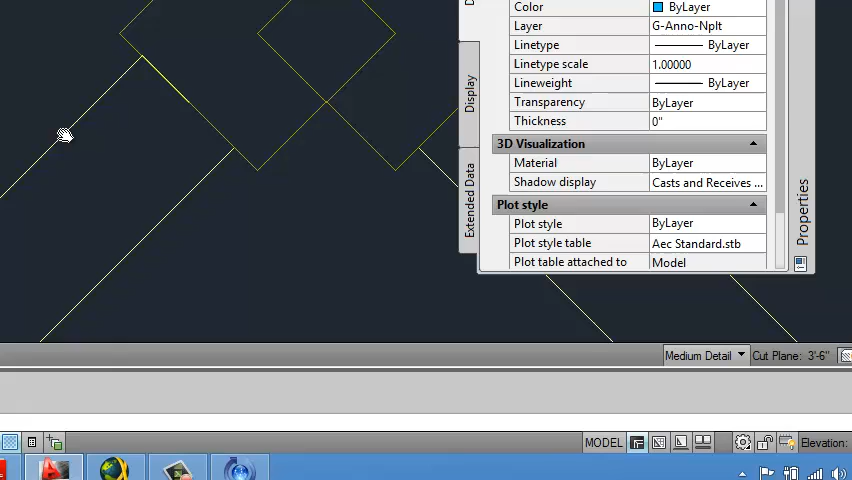 Color ByLayer
Layer G-Anno-Nplt
Linetype ByLayer
Linetype scale 1.00000
Lineweight ByLayer
Transparency ByLayer
Thickness 0"
3D Visualization
Material ByLayer
Shadow display Casts and Receives ...
Plot style
Plot style ByLayer
Plot style table Aec Standard.stb
Plot table attached to Model
Display
Extended Data
Properties
Medium Detail Cut Plane: 3'-6"
MODEL Elevation: